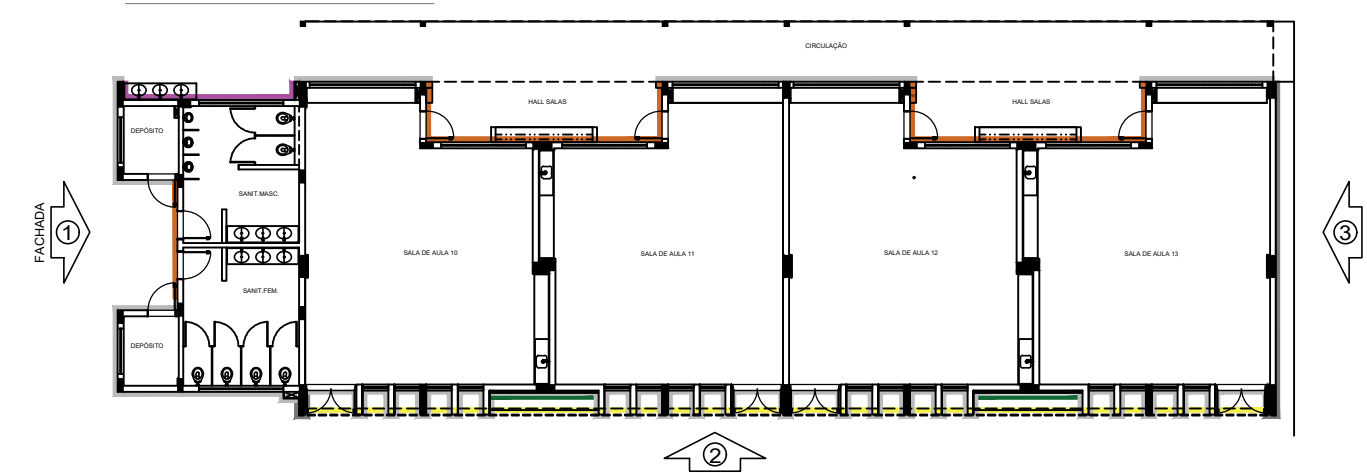 CIRCULAÇÃO
HALL SALAS
HALL SALAS
DEPÓSITO
SANIT.MASC.
FACHADA
1
3
SALA DE AULA 10
SALA DE AULA 11
SALA DE AULA 12
SALA DE AULA 13
SANIT.FEM.
DEPÓSITO
2